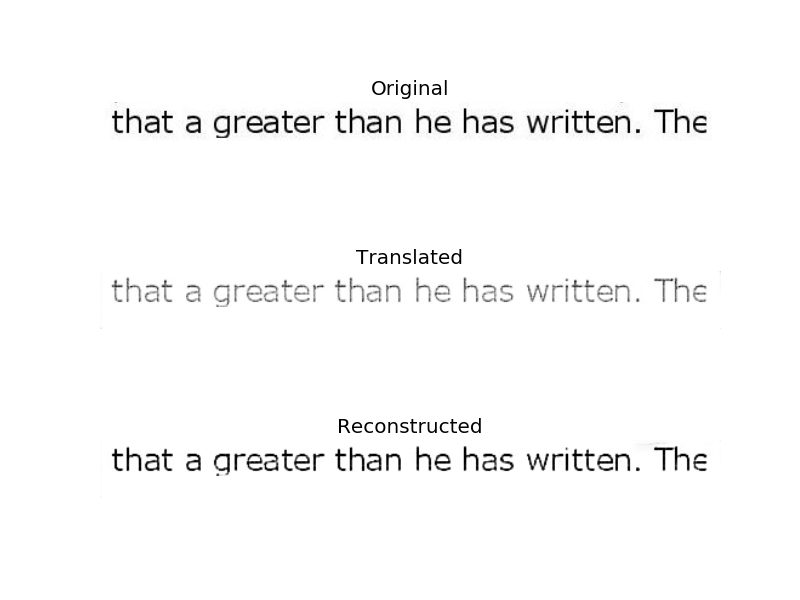 Original
that a greater than he has written. The
Translated
that a greater than he has written. The
Reconstructed
that a greater than he has written. The